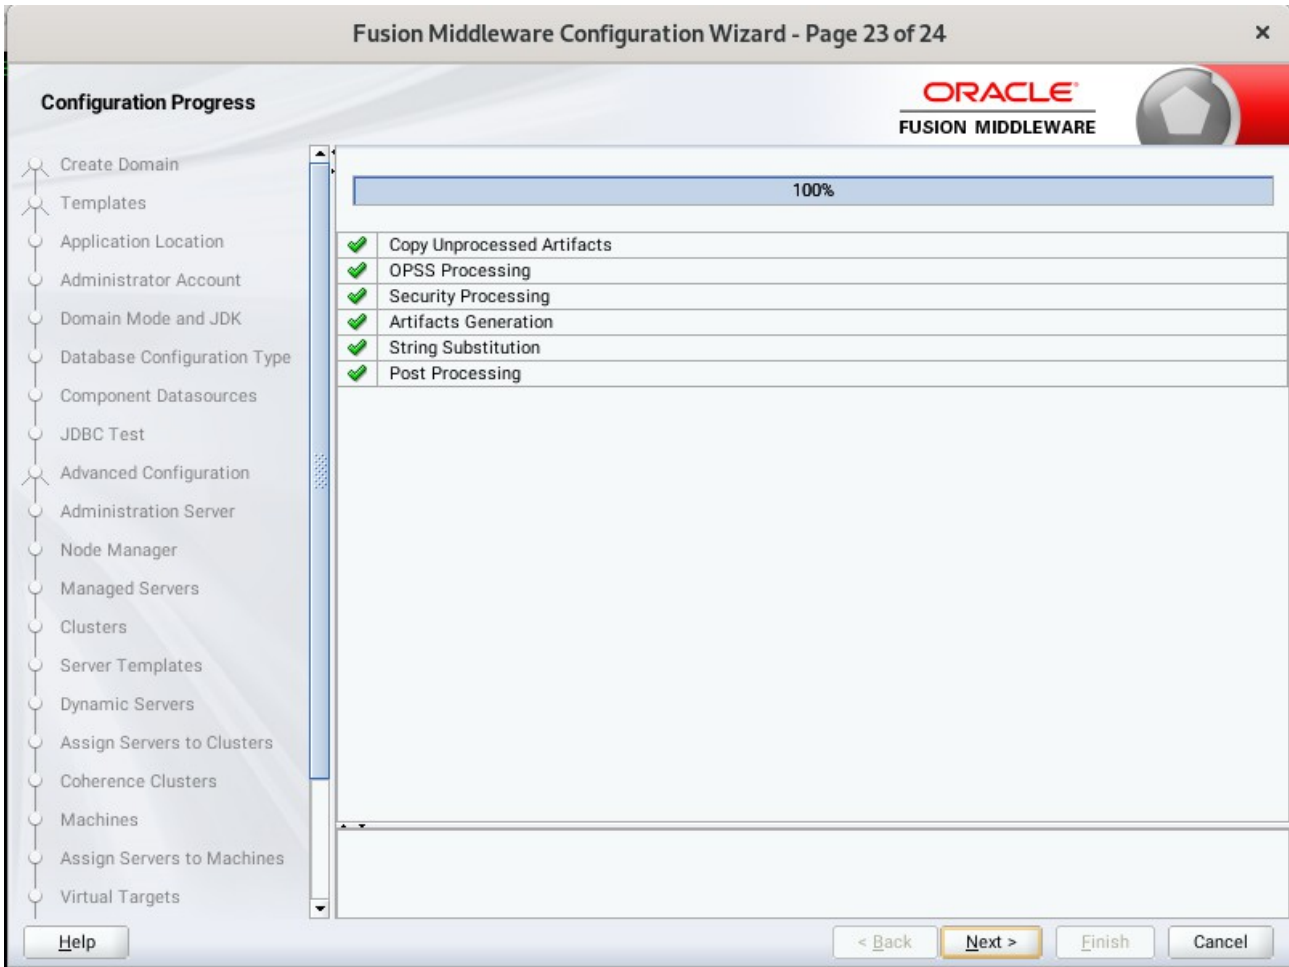 Fusion Middleware Configuration Wizard - Page 23 of 24
×
Configuration Progress
ORACLE
FUSION MIDDLEWARE
Create Domain
Templates
Application Location
Administrator Account
Domain Mode and JDK
Database Configuration Type
Component Datasources
JDBC Test
Advanced Configuration
Administration Server
Node Manager
Managed Servers
Clusters
Server Templates
Dynamic Servers
Assign Servers to Clusters
Coherence Clusters
Machines
Assign Servers to Machines
Virtual Targets
100%
Copy Unprocessed Artifacts
OPSS Processing
Security Processing
Artifacts Generation
String Substitution
Post Processing
Help
< Back
Next >
Finish
Cancel